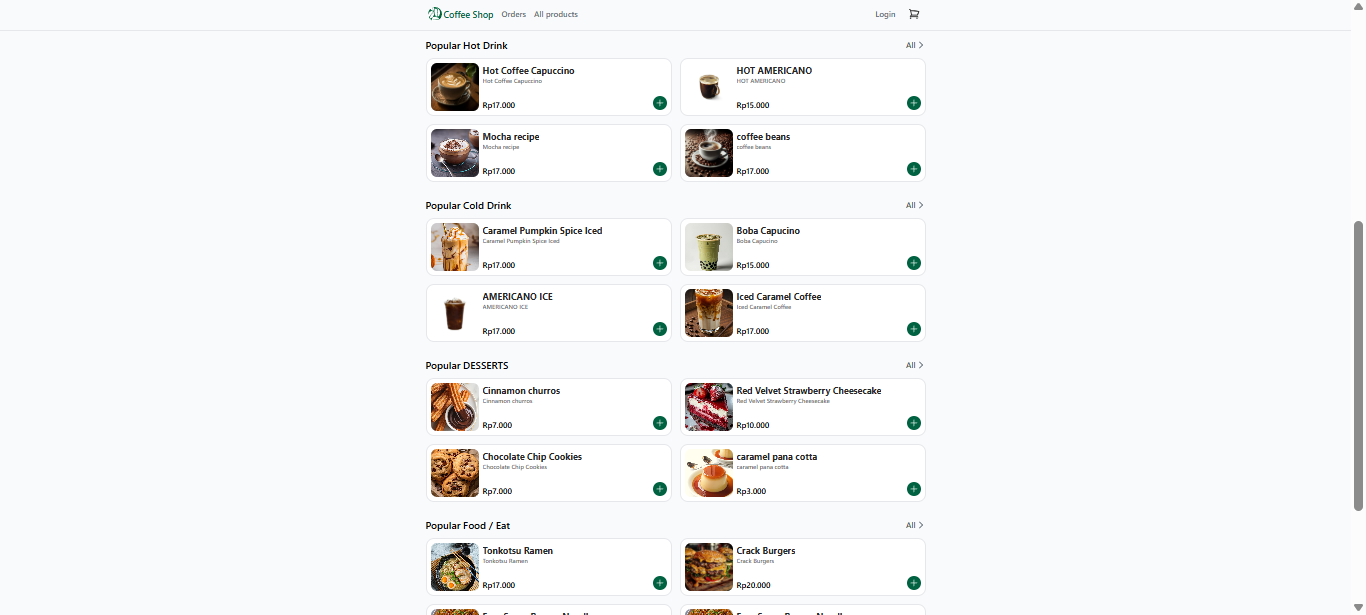 Coffee Shop Orders All products Login
Popular Hot Drink All
Hot Coffee Capuccino
Hot Coffee Capuccino
Rp17.000
HOT AMERICANO
HOT AMERICANO
Rp15.000
Mocha recipe
Mocha recipe
Rp17.000
coffee beans
coffee beans
Rp17.000
Popular Cold Drink All
Caramel Pumpkin Spice Iced
Caramel Pumpkin Spice Iced
Rp17.000
Boba Capucino
Boba Capucino
Rp15.000
AMERICANO ICE
AMERICANO ICE
Rp17.000
Iced Caramel Coffee
Iced Caramel Coffee
Rp17.000
Popular DESSERTS All
Cinnamon churros
Cinnamon churros
Rp7.000
Red Velvet Strawberry Cheesecake
Red Velvet Strawberry Cheesecake
Rp10.000
Chocolate Chip Cookies
Chocolate Chip Cookies
Rp7.000
caramel pana cotta
caramel pana cotta
Rp3.000
Popular Food / Eat All
Tonkotsu Ramen
Tonkotsu Ramen
Rp17.000
Crack Burgers
Crack Burgers
Rp20.000